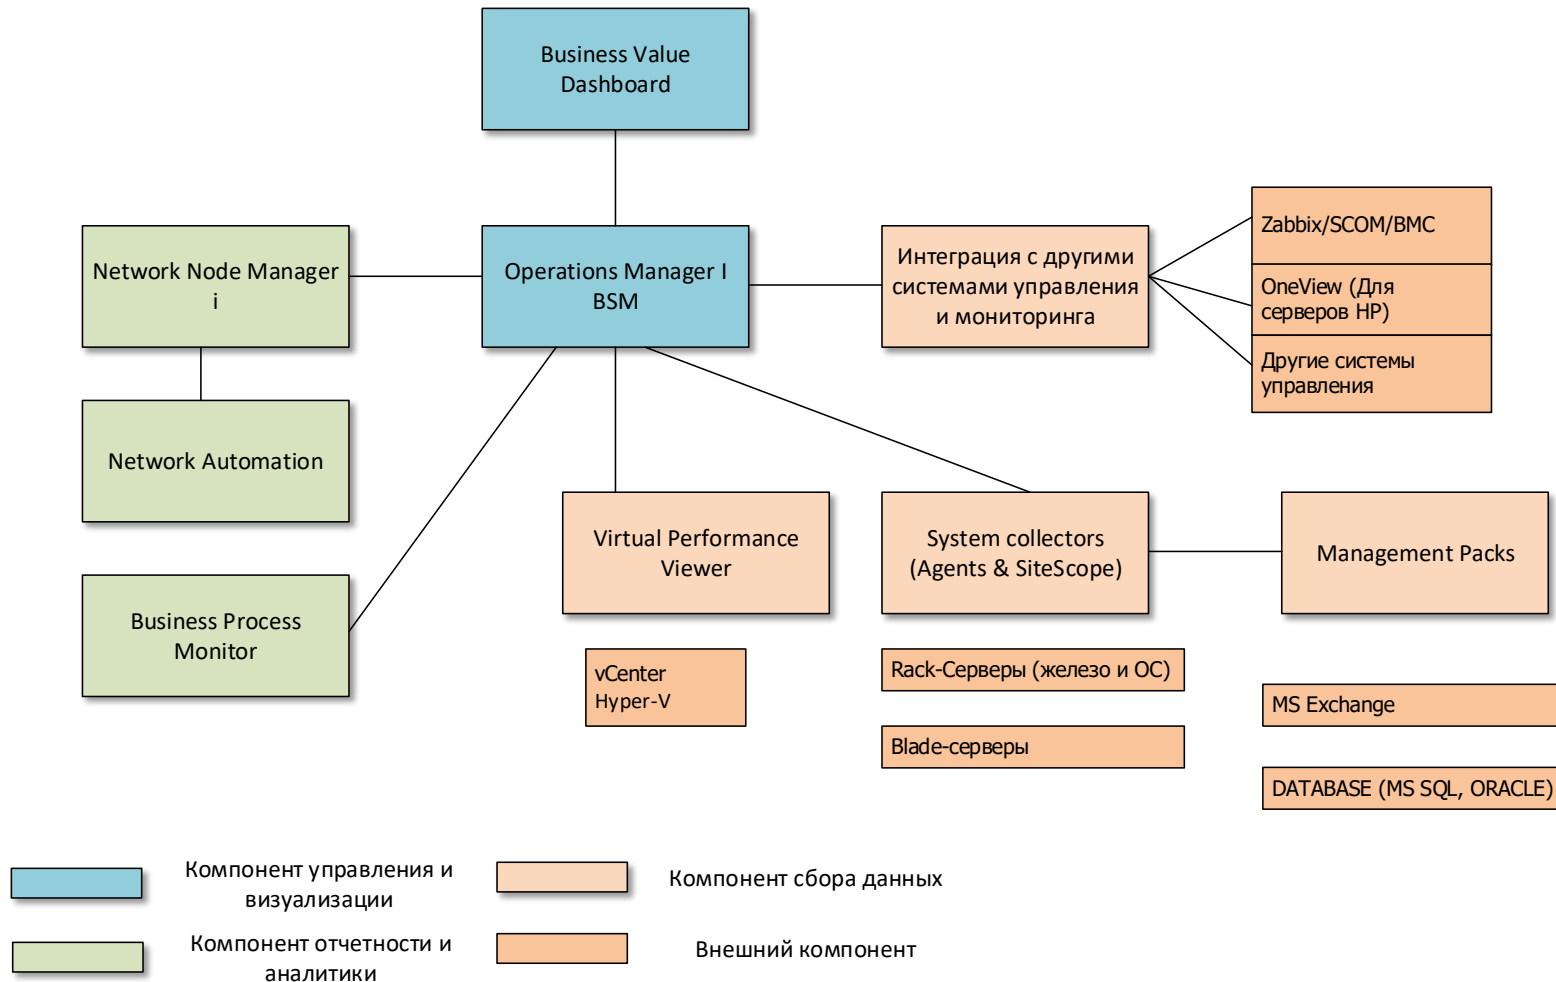 Business Value
Dashboard
Network Node Manager
i
Operations Manager I
BSM
Интеграция с другими
системами управления
и мониторинга
Zabbix/SCOM/BMC
OneView (Для
серверов HP)
Другие системы
управления
Network Automation
Business Process
Monitor
Virtual Performance
Viewer
System collectors
(Agents & SiteScope)
Management Packs
vCenter
Hyper-V
Rack-Серверы (железо и ОС)
Blade-серверы
MS Exchange
DATABASE (MS SQL, ORACLE)
Компонент управления и
визуализации
Компонент сбора данных
Компонент отчетности и
аналитики
Внешний компонент